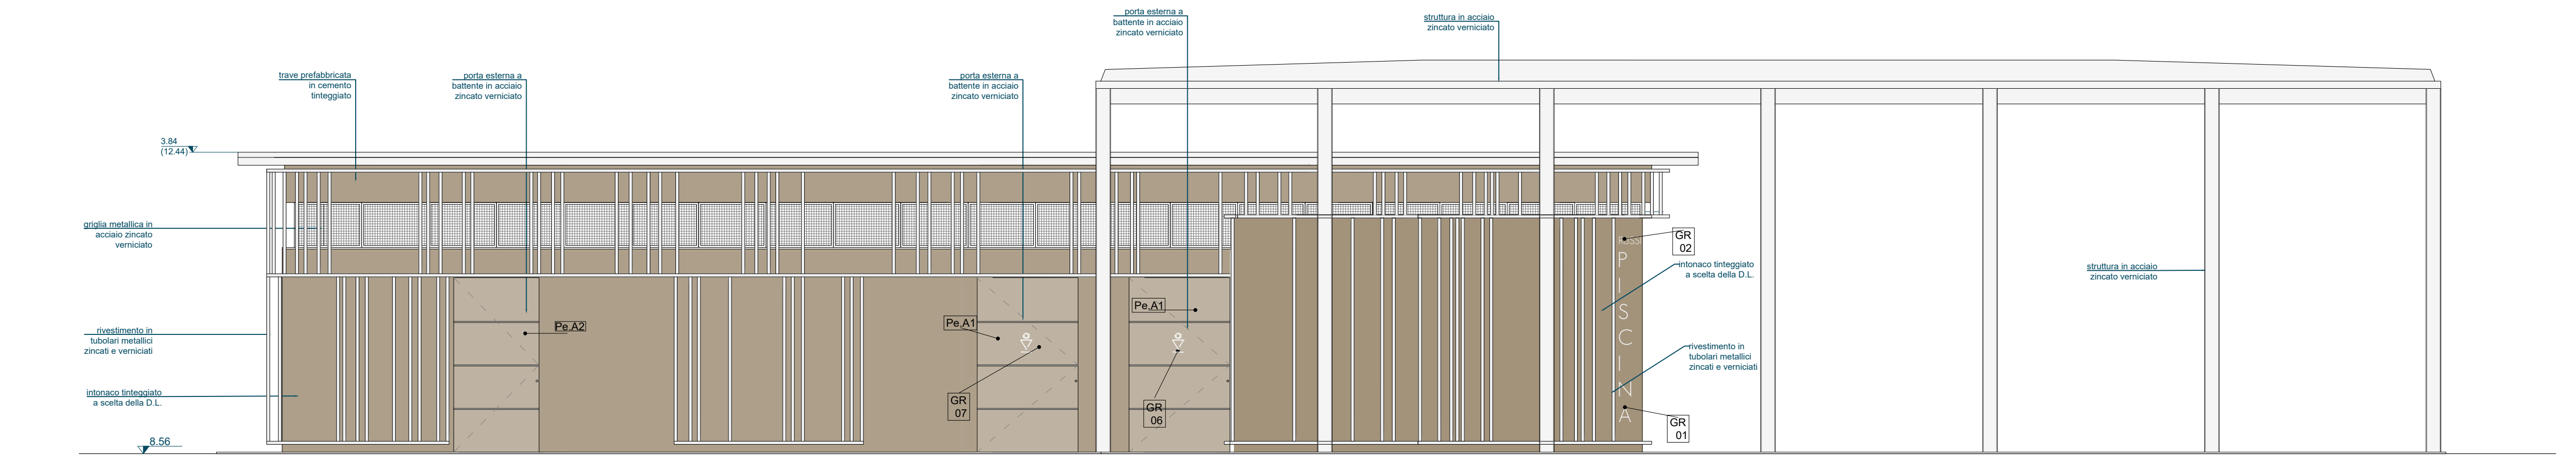 porta esterna a
battente in acciaio
zincato verniciato
struttura in acciaio
zincato verniciato
trave prefabbricata
in cemento
tinteggiato
porta esterna a
battente in acciaio
zincato verniciato
porta esterna a
battente in acciaio
zincato verniciato
3.84
(12.44)
griglia metallica in
acciaio zincato
verniciato
GR
02
intonaco tinteggiato
a scelta della D.L.
struttura in acciaio
zincato verniciato
Pe.A1
Pe.A1
Pe.A2
rivestimento in
tubolari metallici
zincati e verniciati
rivestimento in
tubolari metallici
zincati e verniciati
intonaco tinteggiato
a scelta della D.L.
GR
07
GR
06
P
I
S
C
I
N
A
GR
01
8.56